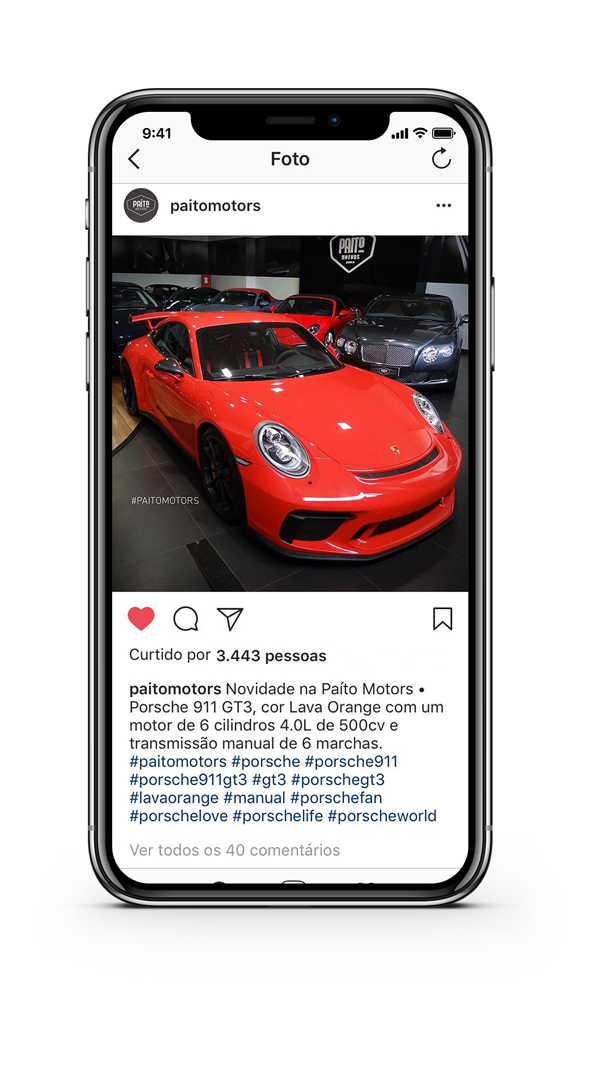 9:41
Foto
PAÍTO
MOTORS
paitomotors
PAÍTO
MOTORS
#PAITOMOTORS
Curtido por 3.443 pessoas
paitomotors Novidade na Paíto Motors •
Porsche 911 GT3, cor Lava Orange com um
motor de 6 cilindros 4.0L de 500cv e
transmissão manual de 6 marchas.
#paitomotors #porsche #porsche911
#porsche911gt3 #gt3 #porschegt3
#lavaorange #manual #porschefan
#porschelove #porschelife #porscheworld
Ver todos os 40 comentários